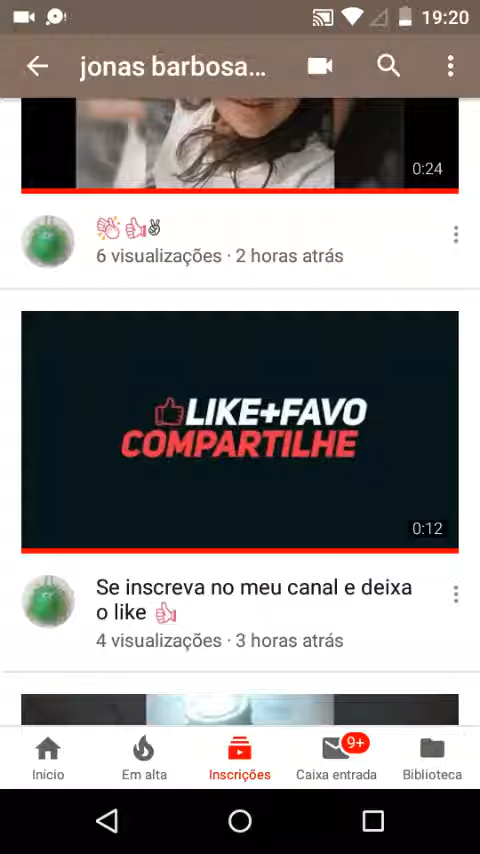 19:20
jonas barbosa...
0:24
👏👍✌
6 visualizações · 2 horas atrás
LIKE+FAVO
COMPARTILHE
0:12
Se inscreva no meu canal e deixa
o like 👍
4 visualizações · 3 horas atrás
9+
Início
Em alta
Inscrições
Caixa entrada
Biblioteca